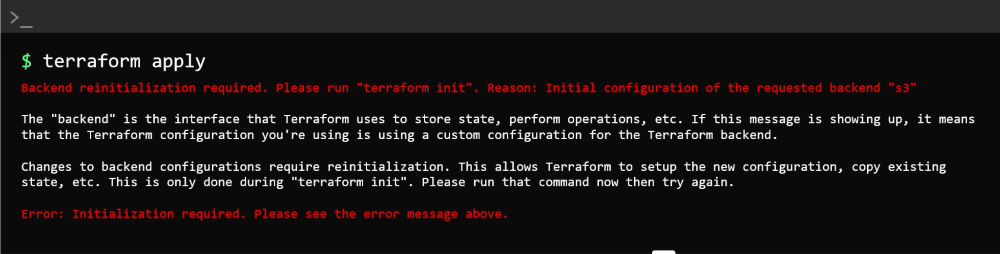 >_
$ terraform apply
Backend reinitialization required. Please run "terraform init". Reason: Initial configuration of the requested backend "s3"
The "backend" is the interface that Terraform uses to store state, perform operations, etc. If this message is showing up, it means
that the Terraform configuration you're using is using a custom configuration for the Terraform backend.
Changes to backend configurations require reinitialization. This allows Terraform to setup the new configuration, copy existing
state, etc. This is only done during "terraform init". Please run that command now then try again.
Error: Initialization required. Please see the error message above.